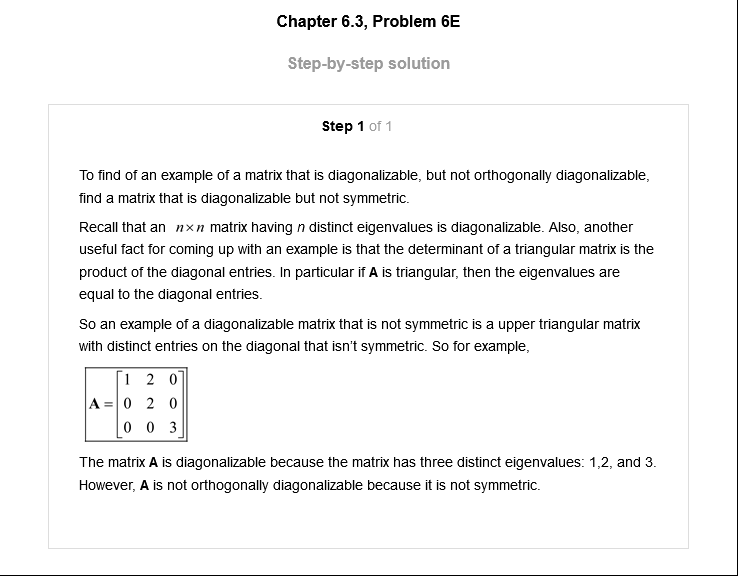 Chapter 6.3, Problem 6E
Step-by-step solution
Step 1 of 1
To find of an example of a matrix that is diagonalizable, but not orthogonally diagonalizable,
find a matrix that is diagonalizable but not symmetric.
Recall that an n×n matrix having n distinct eigenvalues is diagonalizable. Also, another
useful fact for coming up with an example is that the determinant of a triangular matrix is the
product of the diagonal entries. In particular if A is triangular, then the eigenvalues are
equal to the diagonal entries.
So an example of a diagonalizable matrix that is not symmetric is a upper triangular matrix
with distinct entries on the diagonal that isn't symmetric. So for example,
1 2 0
A = 0 2 0
0 0 3
The matrix A is diagonalizable because the matrix has three distinct eigenvalues: 1,2, and 3.
However, A is not orthogonally diagonalizable because it is not symmetric.